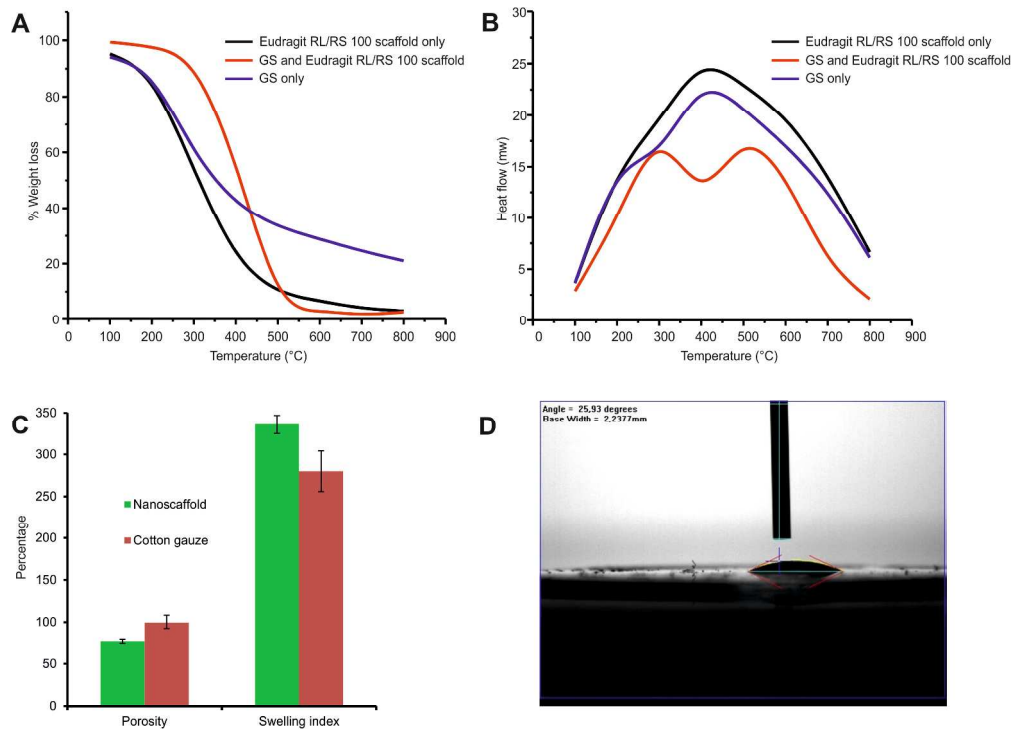 A
Eudragit RL/RS 100 scaffold only
GS and Eudragit RL/RS 100 scaffold
GS only
% Weight loss
100
80
60
40
20
0
0 100 200 300 400 500 600 700 800 900
Temperature (°C)
B
Eudragit RL/RS 100 scaffold only
GS and Eudragit RL/RS 100 scaffold
GS only
Heat flow (mw)
30
25
20
15
10
5
0
0 100 200 300 400 500 600 700 800 900
Temperature (°C)
C
Nanoscaffold
Cotton gauze
Percentage
350
300
250
200
150
100
50
0
Porosity Swelling index
D
Angle = 25,93 degrees
Base Width = 2,2377mm